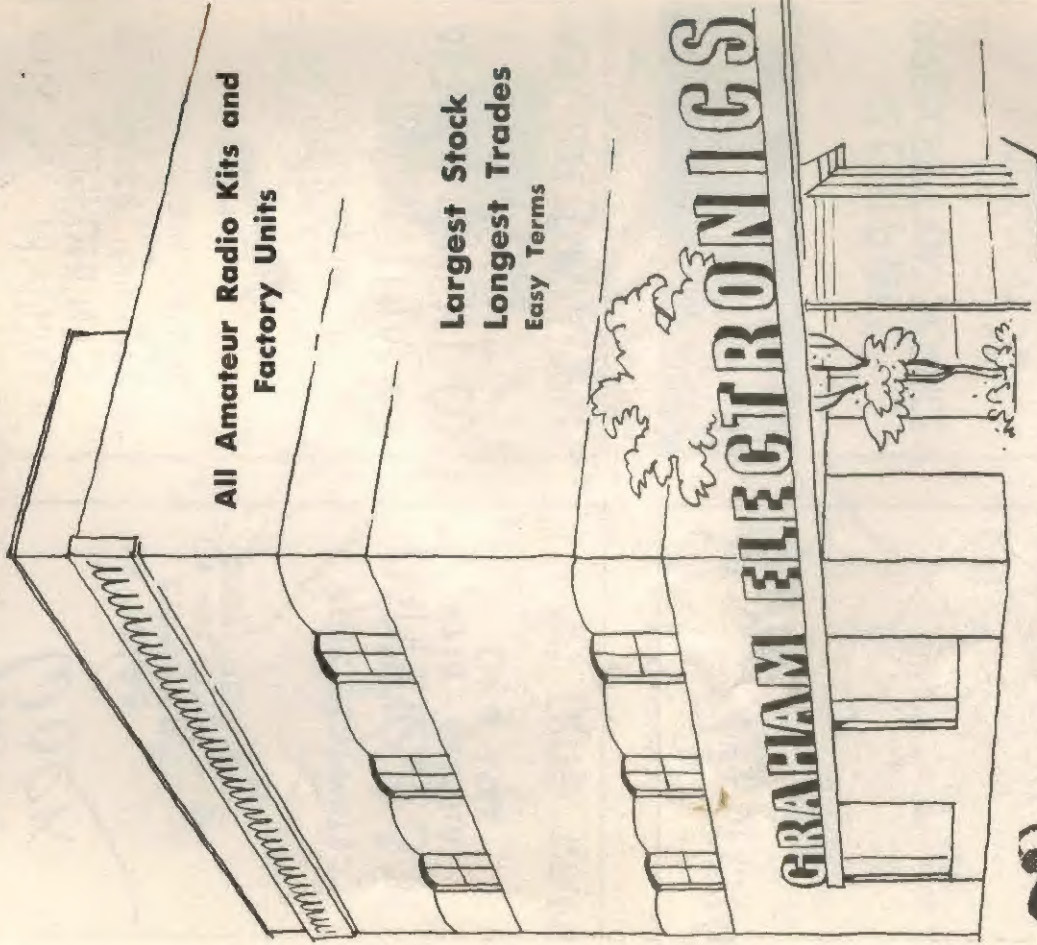 All Amateur Radio Kits and
Factory Units
Largest Stock
Longest Trades
Easy Terms
GRAHAM ELECTRONICS